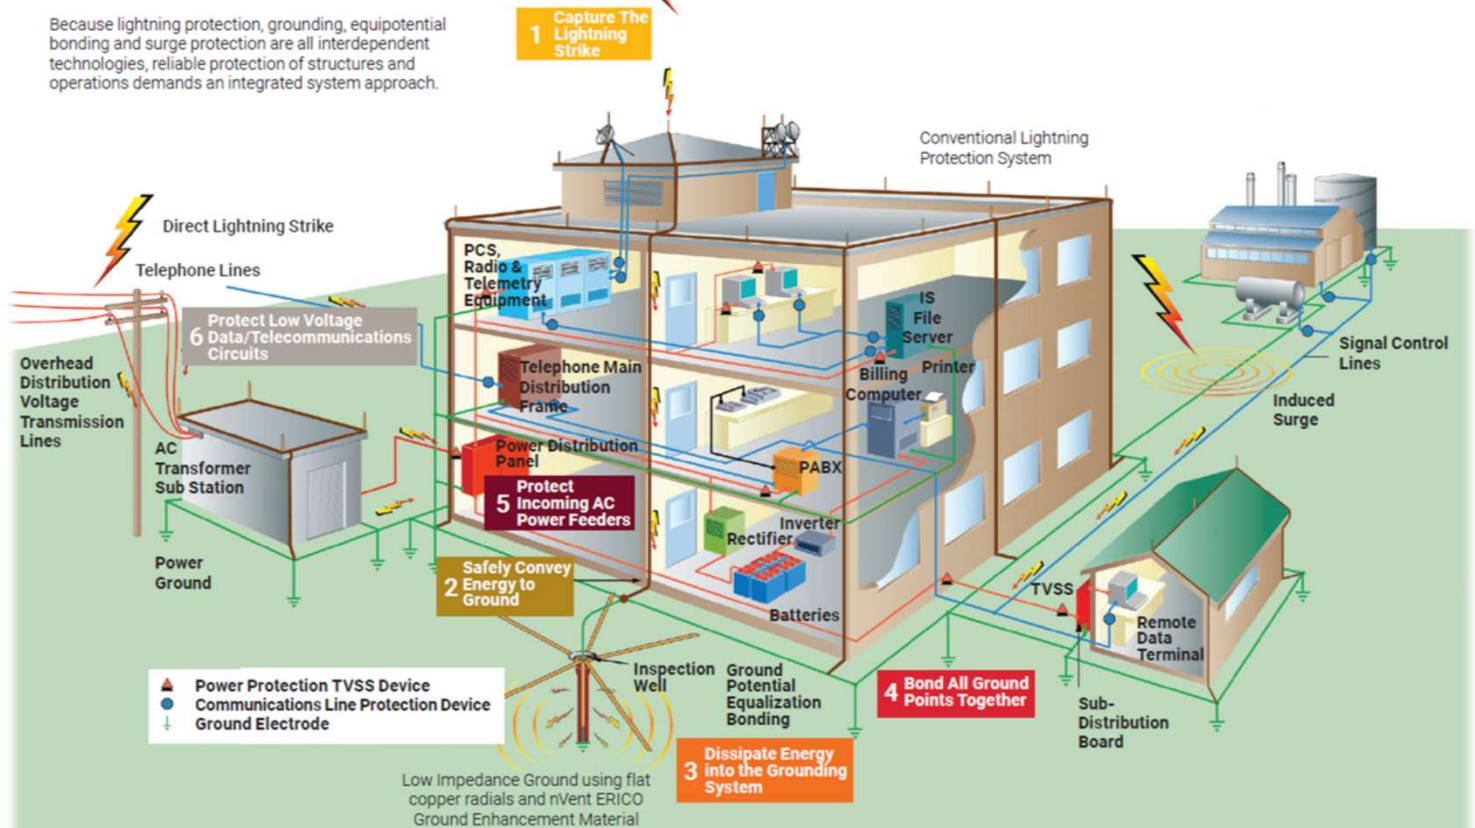 Because lightning protection, grounding, equipotential
bonding and surge protection are all interdependent
technologies, reliable protection of structures and
operations demands an integrated system approach.
1 Capture The
Lightning
Strike
Conventional Lightning
Protection System
Direct Lightning Strike
Telephone Lines
6 Protect Low Voltage
Data/Telecommunications
Circuits
Overhead
Distribution
Voltage
Transmission
Lines
AC
Transformer
Sub Station
Power
Ground
PCS,
Radio &
Telemetry
Equipment
IS
File
Server
Telephone Main
Distribution
Frame
Billing
Computer
Printer
Power Distribution
Panel
PABX
5 Protect
Incoming AC
Power Feeders
Rectifier
Inverter
Batteries
2 Safely Convey
Energy to
Ground
Signal Control
Lines
Induced
Surge
TVSS
Remote
Data
Terminal
Sub-
Distribution
Board
Inspection
Well
Ground
Potential
Equalization
Bonding
4 Bond All Ground
Points Together
3 Dissipate Energy
into the Grounding
System
Power Protection TVSS Device
Communications Line Protection Device
Ground Electrode
Low Impedance Ground using flat
copper radials and nVent ERICO
Ground Enhancement Material